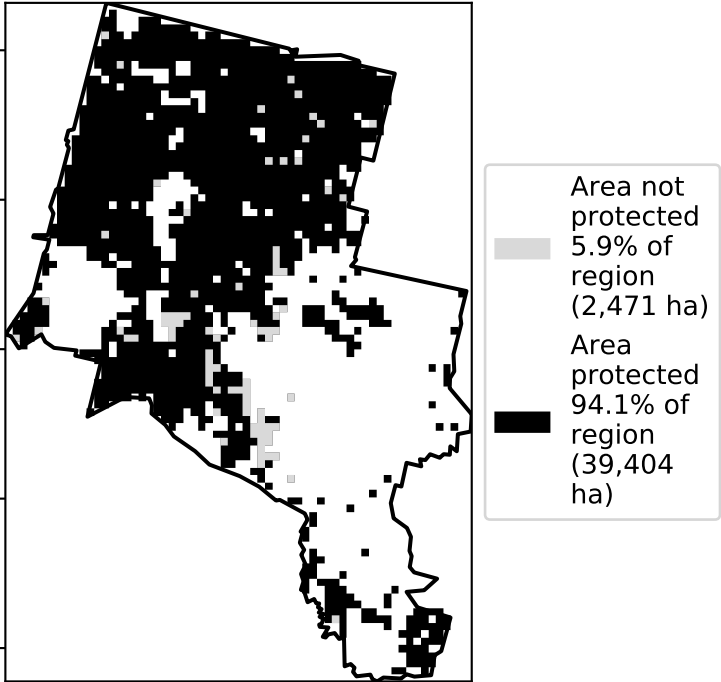 Area not
protected
5.9% of
region
(2,471 ha)
Area
protected
94.1% of
region
(39,404
ha)